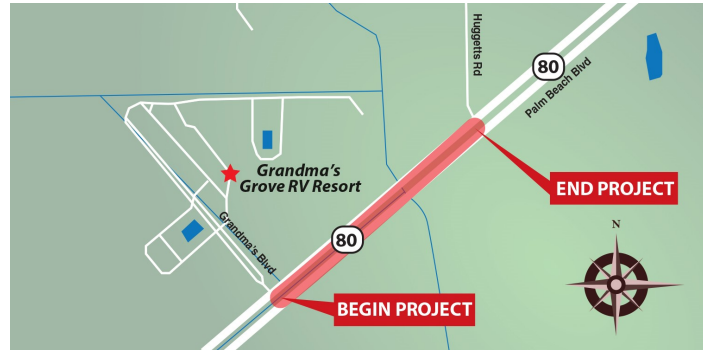 Huggetts Rd
80
Palm Beach Blvd
Grandma's
Grove RV Resort
END PROJECT
Grandma's Blvd
80
N
BEGIN PROJECT